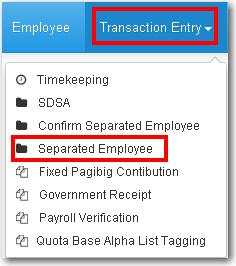 Employee
Transaction Entry
Timekeeping
SDSA
Confirm Separated Employee
Separated Employee
Fixed Pagibig Contibution
Government Receipt
Payroll Verification
Quota Base Alpha List Tagging